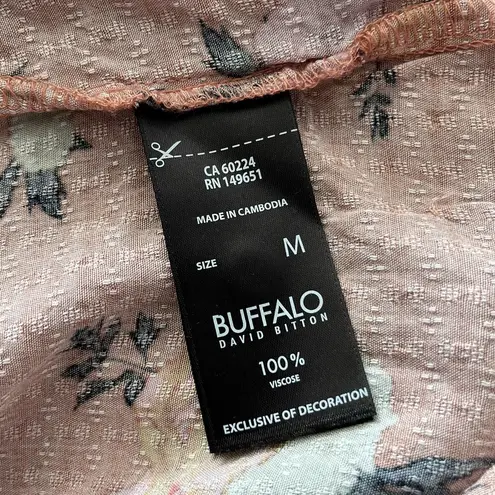 CA 60224
RN 149651
MADE IN CAMBODIA
SIZE M
BUFFALO
DAVID BITTON
100%
VISCOSE
EXCLUSIVE OF DECORATION